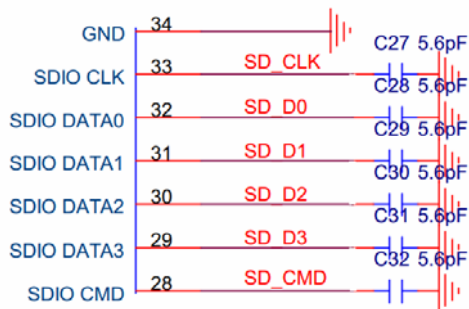 GND 34
C27 5.6pF
SDIO CLK 33 SD_CLK
C28 5.6pF
SDIO DATA0 32 SD_D0
C29 5.6pF
SDIO DATA1 31 SD_D1
C30 5.6pF
SDIO DATA2 30 SD_D2
C31 5.6pF
SDIO DATA3 29 SD_D3
C32 5.6pF
SDIO CMD 28 SD_CMD